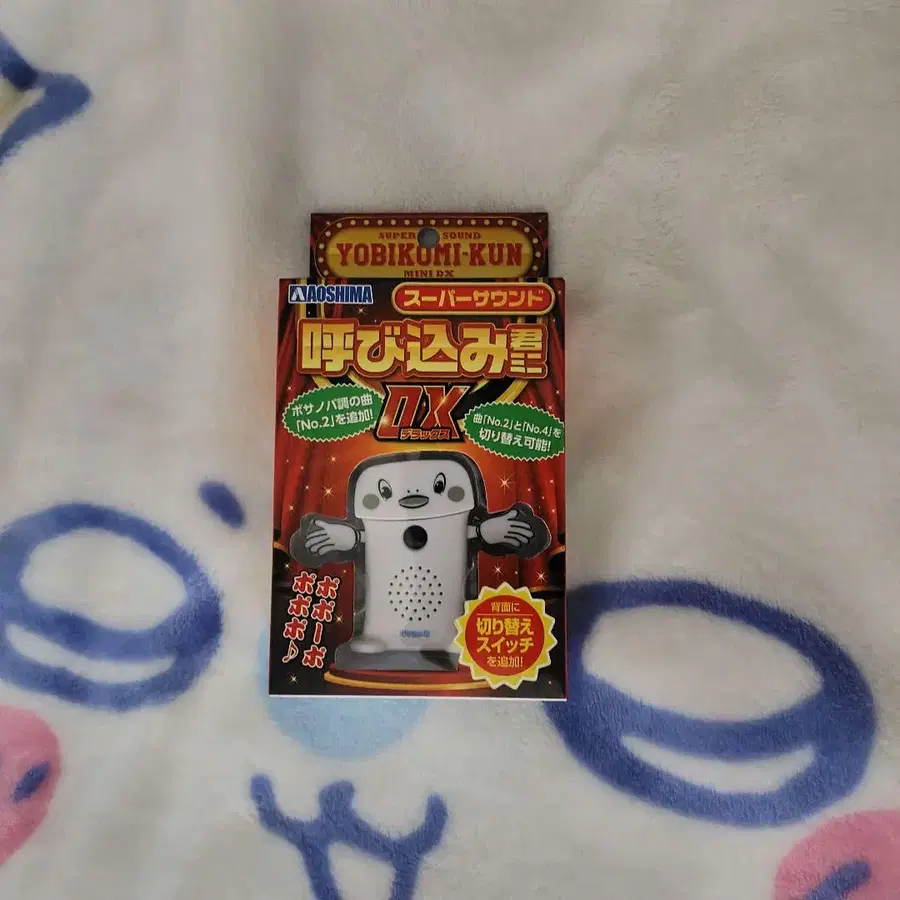 SUPER SOUND
YOBIKOMI-KUN
MINI DX
AOSHIMA
スーパーサウンド
呼び込み君ミニ
DX
デラックス
ボサノバ調の曲
「No.2」を追加!
曲「No.2」と「No.4」を
切り替え可能!
ポポーポ
ポポポ♪
背面に
切り替え
スイッチ
を追加!